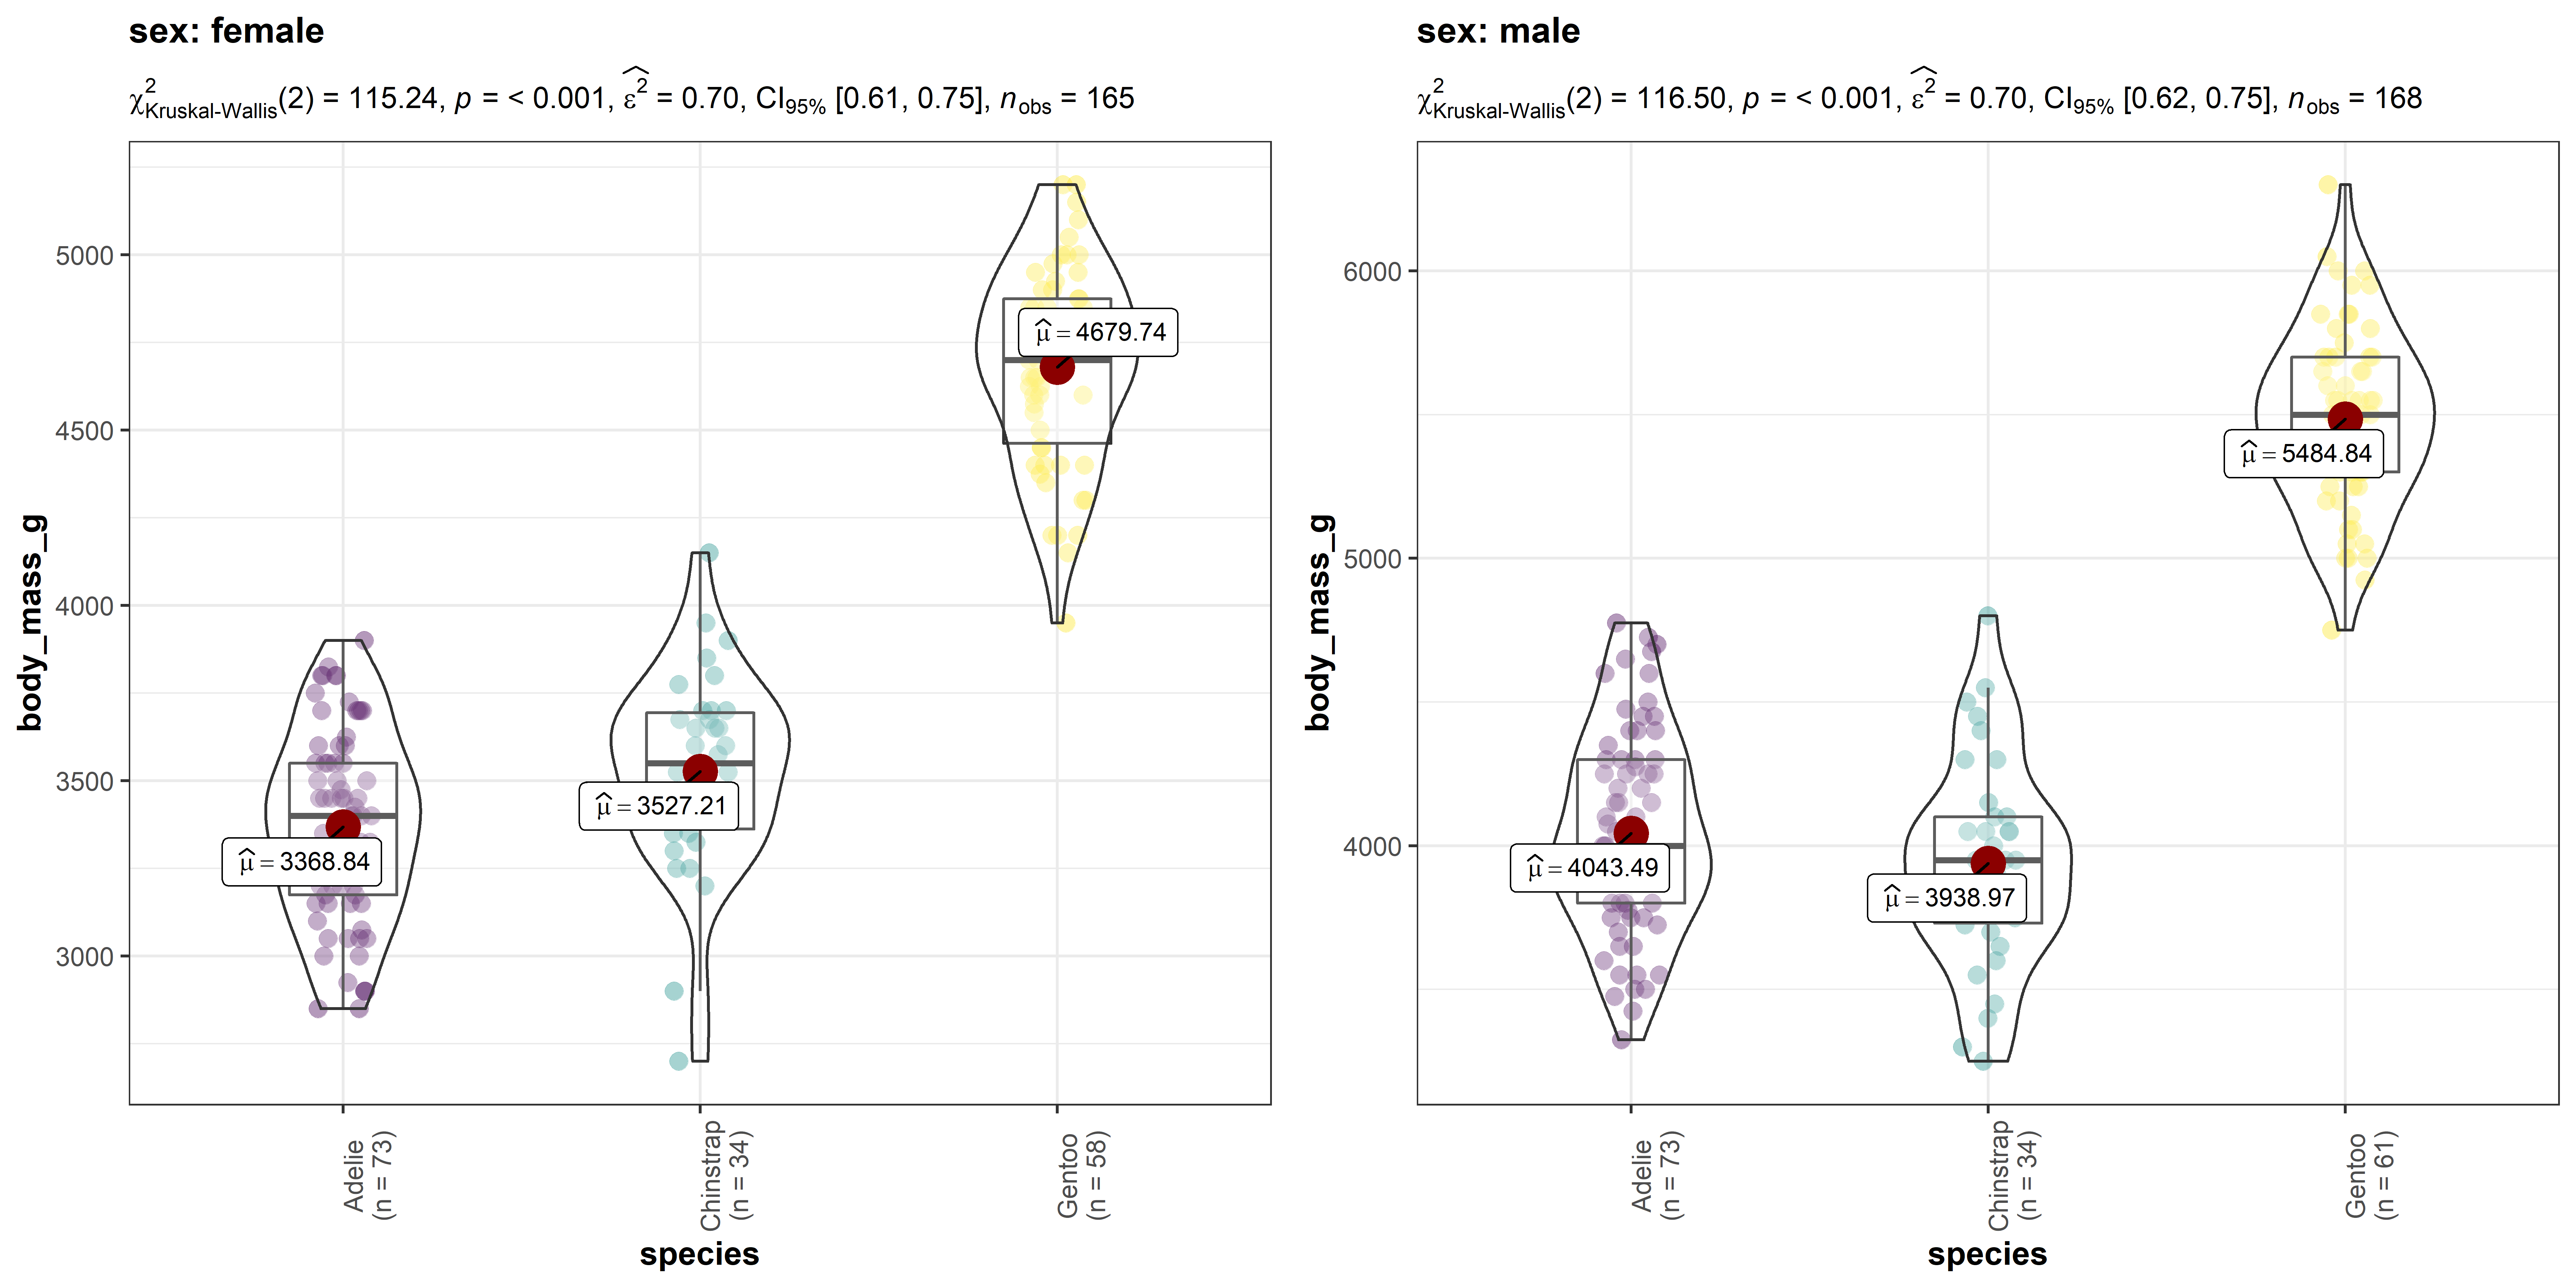 sex: female
χ²Kruskal-Wallis(2) = 115.24, p = < 0.001, ε̂² = 0.70, CI95% [0.61, 0.75], nobs = 165
body_mass_g
5000
4500
4000
3500
3000
μ̂ = 3368.84
μ̂ = 3527.21
μ̂ = 4679.74
Adelie
(n = 73)
Chinstrap
(n = 34)
Gentoo
(n = 58)
species
sex: male
χ²Kruskal-Wallis(2) = 116.50, p = < 0.001, ε̂² = 0.70, CI95% [0.62, 0.75], nobs = 168
body_mass_g
6000
5000
4000
μ̂ = 4043.49
μ̂ = 3938.97
μ̂ = 5484.84
Adelie
(n = 73)
Chinstrap
(n = 34)
Gentoo
(n = 61)
species